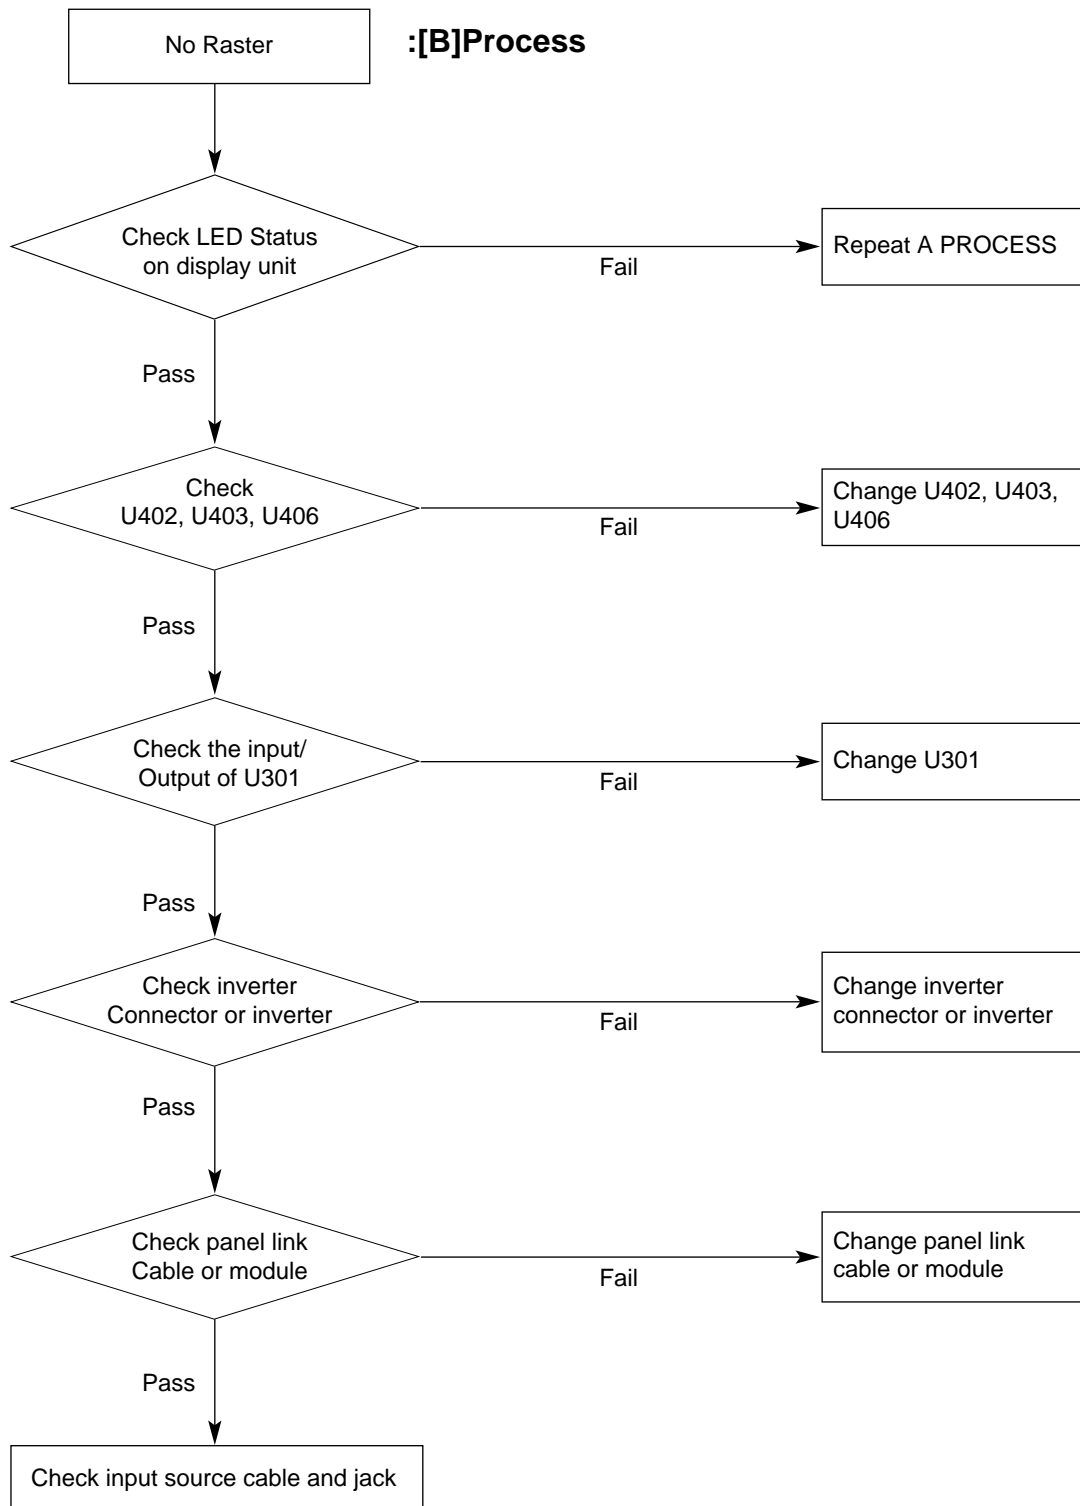 No Raster
:[B]Process
Check LED Status
on display unit
Fail
Repeat A PROCESS
Pass
Check
U402, U403, U406
Fail
Change U402, U403,
U406
Pass
Check the input/
Output of U301
Fail
Change U301
Pass
Check inverter
Connector or inverter
Fail
Change inverter
connector or inverter
Pass
Check panel link
Cable or module
Fail
Change panel link
cable or module
Pass
Check input source cable and jack